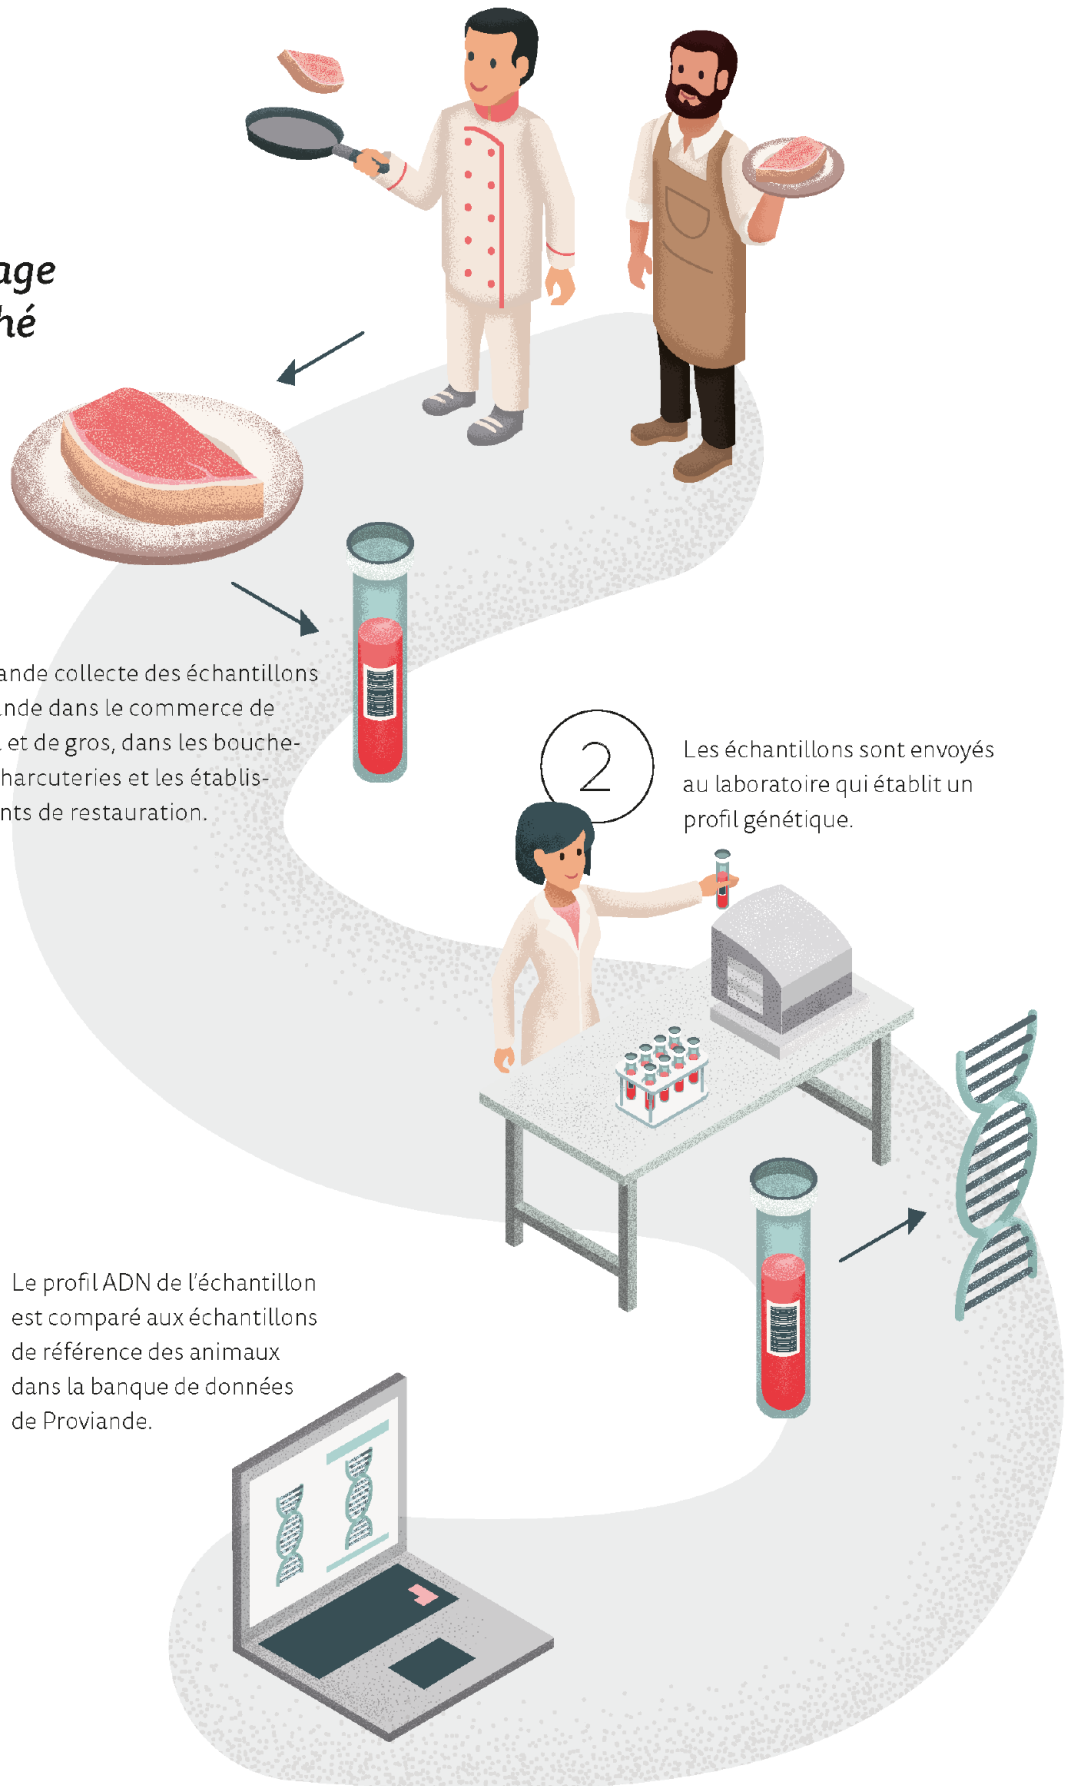 age
hé
ande collecte des échantillons
ande dans le commerce de
et de gros, dans les bouche-
harcuteries et les établis-
nts de restauration.
2
Les échantillons sont envoyés
au laboratoire qui établit un
profil génétique.
Le profil ADN de l’échantillon
est comparé aux échantillons
de référence des animaux
dans la banque de données
de Proviande.